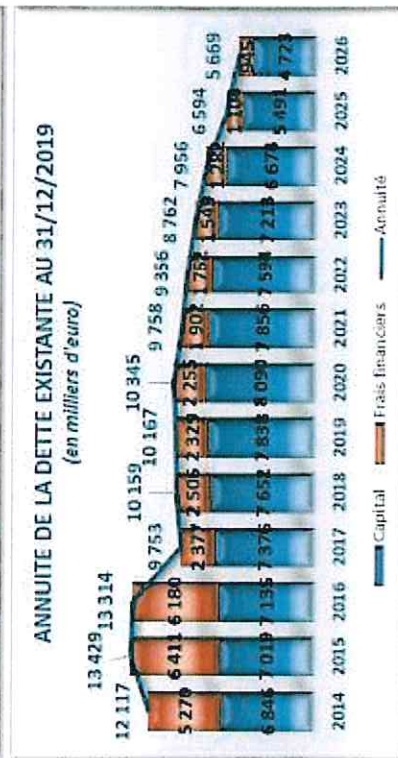 ANNUITE DE LA DETTE EXISTANTE AU 31/12/2019
(en milliers d'euro)
12 117 13 429 13 314 9 753 10 159 10 167 10 345 9 758 9 356 8 762 7 956 6 594 5 669
5 270 6 411 6 180 2 377 2 506 2 329 2 255 1 902 1 762 1 549 1 282 1 103 945
6 846 7 019 7 135 7 376 7 652 7 838 8 090 7 856 7 594 7 213 6 673 5 491 4 723
2014 2015 2016 2017 2018 2019 2020 2021 2022 2023 2024 2025 2026
Capital Frais financiers Annuité